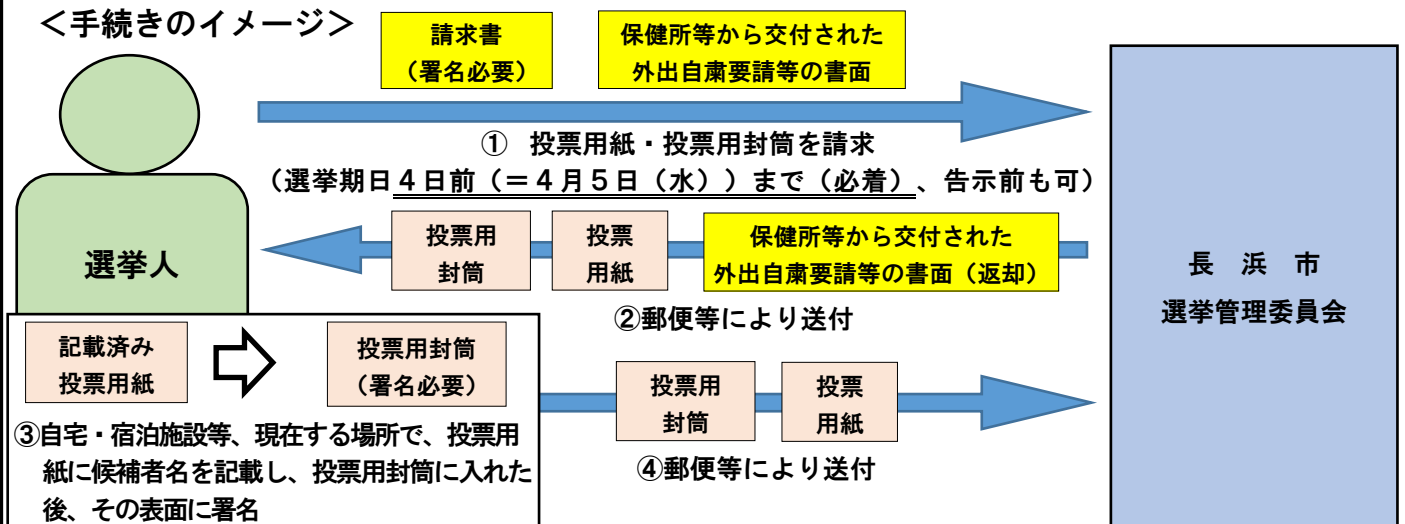 ＜手続きのイメージ＞
請求書
（署名必要）
保健所等から交付された
外出自粛要請等の書面
① 投票用紙・投票用封筒を請求
（選挙期日４日前（＝４月５日（水））まで（必着）、告示前も可）
選挙人
投票用
封筒
投票
用紙
保健所等から交付された
外出自粛要請等の書面（返却）
②郵便等により送付
長 浜 市
選挙管理委員会
記載済み
投票用紙
投票用封筒
（署名必要）
③自宅・宿泊施設等、現在する場所で、投票用
紙に候補者名を記載し、投票用封筒に入れた
後、その表面に署名
投票用
封筒
投票
用紙
④郵便等により送付